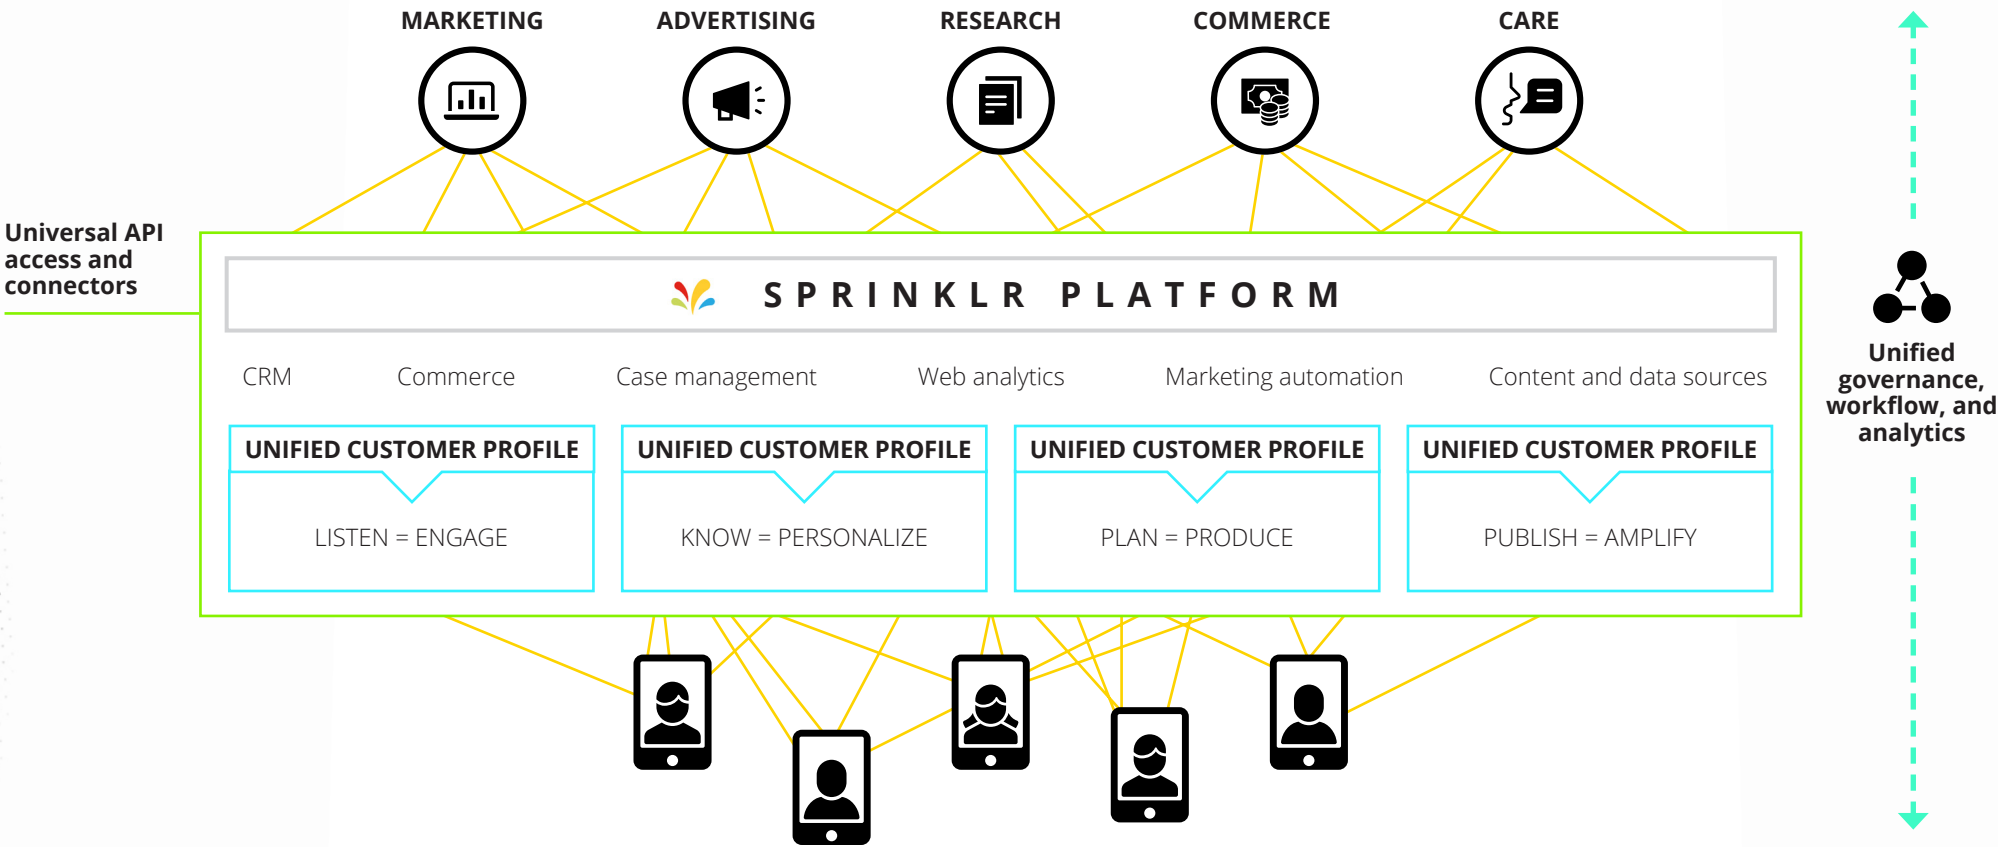 MARKETING
ADVERTISING
RESEARCH
COMMERCE
CARE
Universal API
access and
connectors
SPRINKLR PLATFORM
CRM
Commerce
Case management
Web analytics
Marketing automation
Content and data sources
UNIFIED CUSTOMER PROFILE
LISTEN = ENGAGE
UNIFIED CUSTOMER PROFILE
KNOW = PERSONALIZE
UNIFIED CUSTOMER PROFILE
PLAN = PRODUCE
UNIFIED CUSTOMER PROFILE
PUBLISH = AMPLIFY
Unified
governance,
workflow, and
analytics